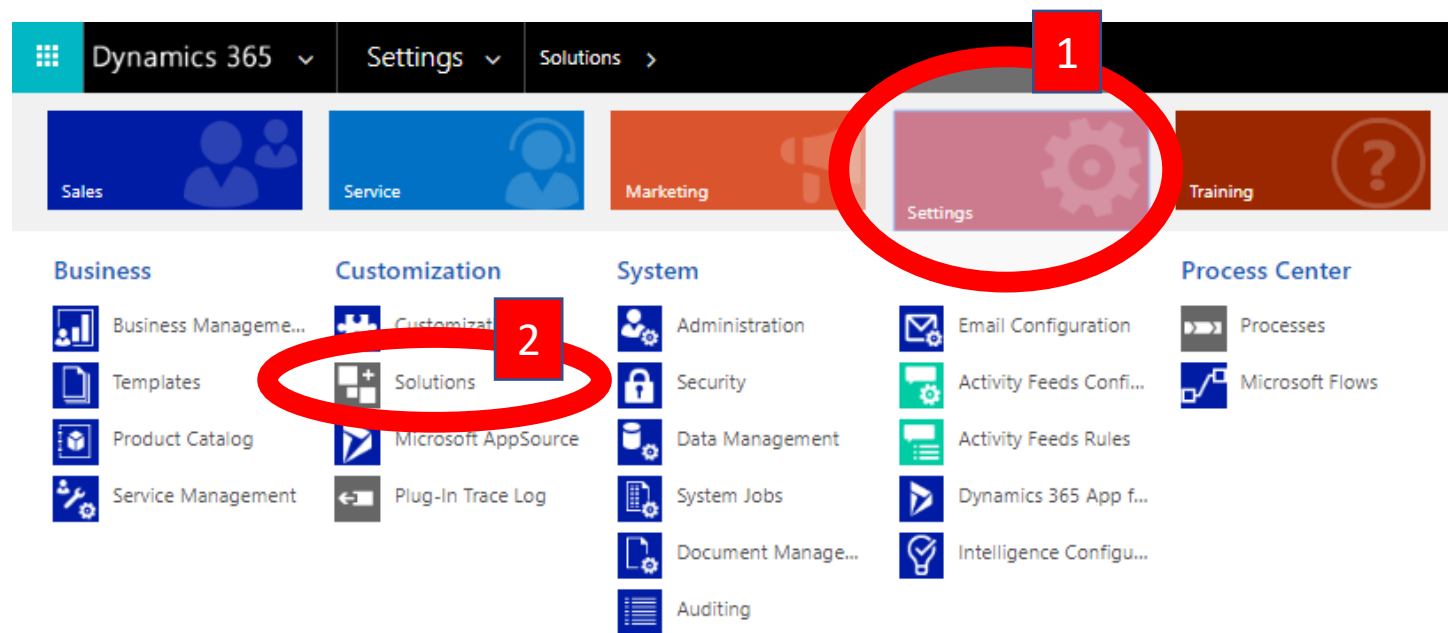 1
Dynamics 365 Settings Solutions
Sales
Service
Marketing
Settings
Training
Business
Business Manageme...
Templates
Product Catalog
Service Management
Customization
2
Solutions
Microsoft AppSource
Plug-In Trace Log
System
Administration
Security
Data Management
System Jobs
Document Manage...
Auditing
Email Configuration
Activity Feeds Confi...
Activity Feeds Rules
Dynamics 365 App f...
Intelligence Configu...
Process Center
Processes
Microsoft Flows